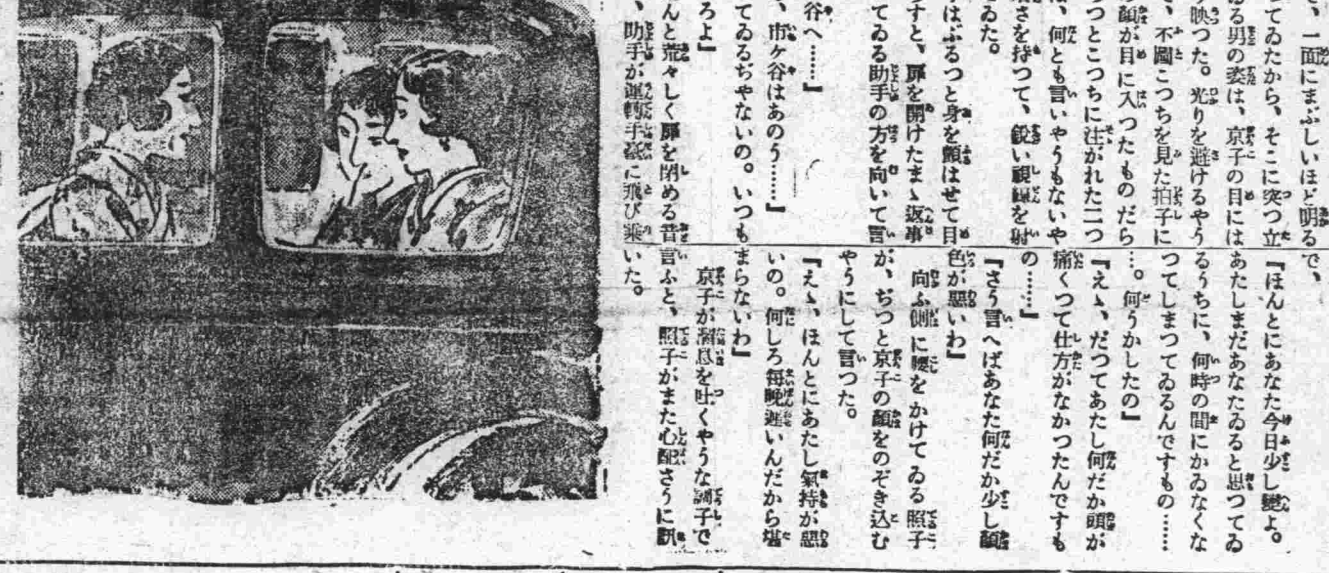 、一面にまぶしいほど明る
つてゐたから、そこに突つ立
ゐる男の姿は、京子の目には
映つた。光りを避けるやう
、不圖こつちを見た拍子に
の顔が目に入つたものだら
つとこつちに注がれた二つ
、何とも言いやうもないや
さを持つて、鋭い視線を射
ゐた。
はぶるつと身を顫はせて目
すと、扉を開けたまゝ返事
てゐる助手の方を向いて言
谷へ……』
、市ケ谷はあのう……』
てゐるぢやないの。いつも
ろよ』
んと荒々しく扉を閉める音
、助手が運轉手臺に飛び乘
で、
『ほんとにあなた今日少し變よ。
あたしまだあなたゐると思つてゐ
るうちに、何時の間にかゐなくな
つてしまつてゐるんですもの……
…。何うかしたの』
『えゝ、だつてあたし何だか頭が
痛くつて仕方がなかつたんですも
の……』
『さう言へばあなた何だか少し顔
色が惡いわ』
向ふ側に腰をかけてゐる照子
が、ぢつと京子の顔をのぞき込む
やうにして言つた。
『えゝ、ほんとにあたし氣持が惡
いの。何しろ每晩遲いんだから堪
まらないわ』
京子が溜息を吐くやうな調子で
言ふと、照子がまた心配さうに訊
いた。